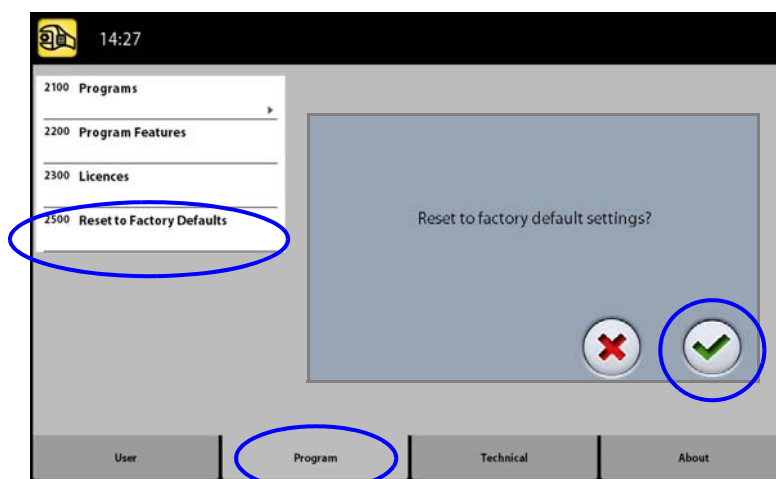 14:27
2100 Programs
2200 Program Features
2300 Licences
2500 Reset to Factory Defaults
Reset to factory default settings?
User Program Technical About